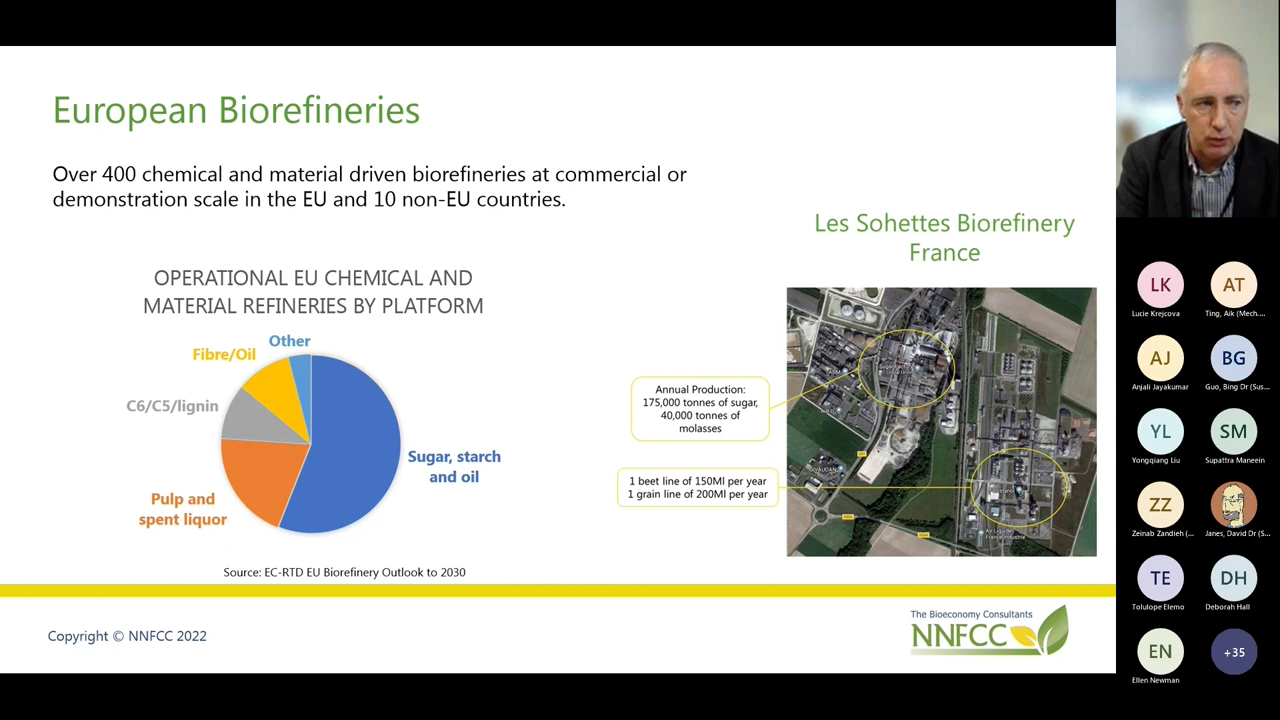 European Biorefineries
Over 400 chemical and material driven biorefineries at commercial or
demonstration scale in the EU and 10 non-EU countries.
Les Sohettes Biorefinery
France
OPERATIONAL EU CHEMICAL AND
MATERIAL REFINERIES BY PLATFORM
Other
Fibre/Oil
C6/C5/lignin
Sugar, starch
and oil
Pulp and
spent liquor
Annual Production:
175,000 tonnes of sugar,
40,000 tonnes of
molasses
1 beet line of 150Ml per year
1 grain line of 200Ml per year
Source: EC-RTD EU Biorefinery Outlook to 2030
Copyright © NNFCC 2022
The Bioeconomy Consultants
NNFCC
LK
Lucie Krejcova
AT
Ting, Aik (Mech....
AJ
Anjali Jayakumar
BG
Guo, Bing Dr (Sus...
YL
Yongqiang Liu
SM
Supattra Maneein
ZZ
Zeinab Zandieh (...
Janes, David Dr (S...
TE
Tolulope Elemo
DH
Deborah Hall
EN
Ellen Newman
+35